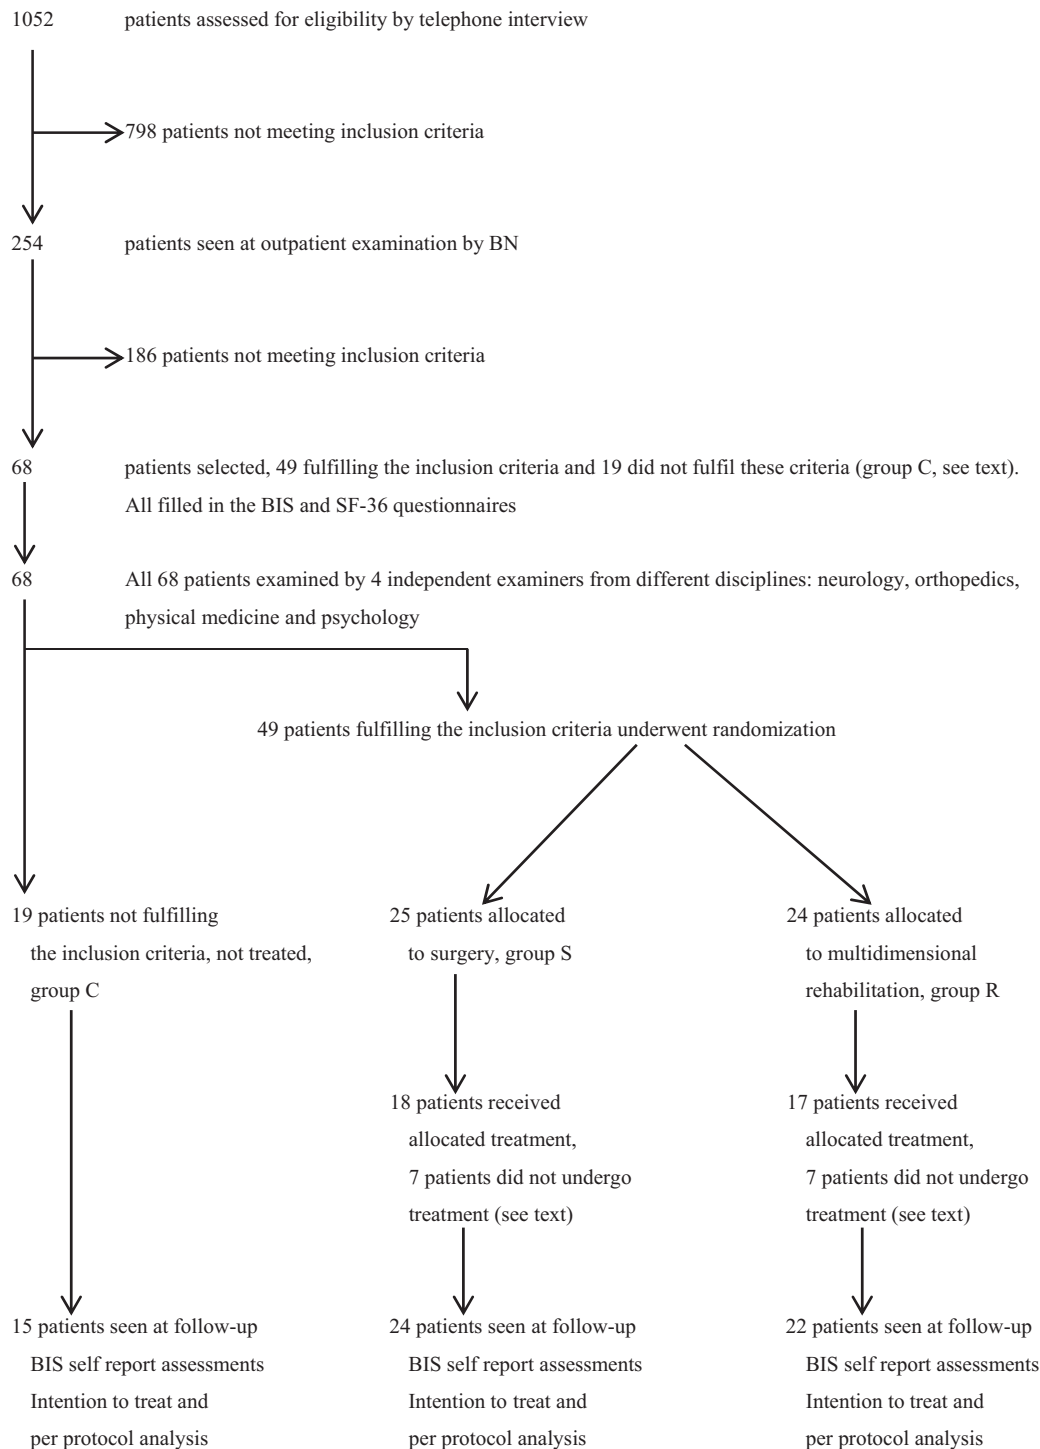 1052 patients assessed for eligibility by telephone interview
798 patients not meeting inclusion criteria
254 patients seen at outpatient examination by BN
186 patients not meeting inclusion criteria
68 patients selected, 49 fulfilling the inclusion criteria and 19 did not fulfil these criteria (group C, see text).
All filled in the BIS and SF-36 questionnaires
68 All 68 patients examined by 4 independent examiners from different disciplines: neurology, orthopedics,
physical medicine and psychology
49 patients fulfilling the inclusion criteria underwent randomization
19 patients not fulfilling
the inclusion criteria, not treated,
group C
25 patients allocated
to surgery, group S
24 patients allocated
to multidimensional
rehabilitation, group R
18 patients received
allocated treatment,
7 patients did not undergo
treatment (see text)
17 patients received
allocated treatment,
7 patients did not undergo
treatment (see text)
15 patients seen at follow-up
BIS self report assessments
Intention to treat and
per protocol analysis
24 patients seen at follow-up
BIS self report assessments
Intention to treat and
per protocol analysis
22 patients seen at follow-up
BIS self report assessments
Intention to treat and
per protocol analysis